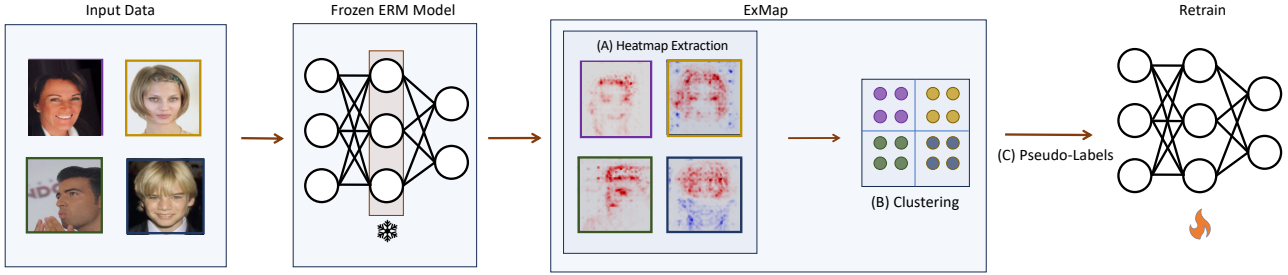 Input Data
Frozen ERM Model
ExMap
Retrain
(A) Heatmap Extraction
(C) Pseudo-Labels
(B) Clustering